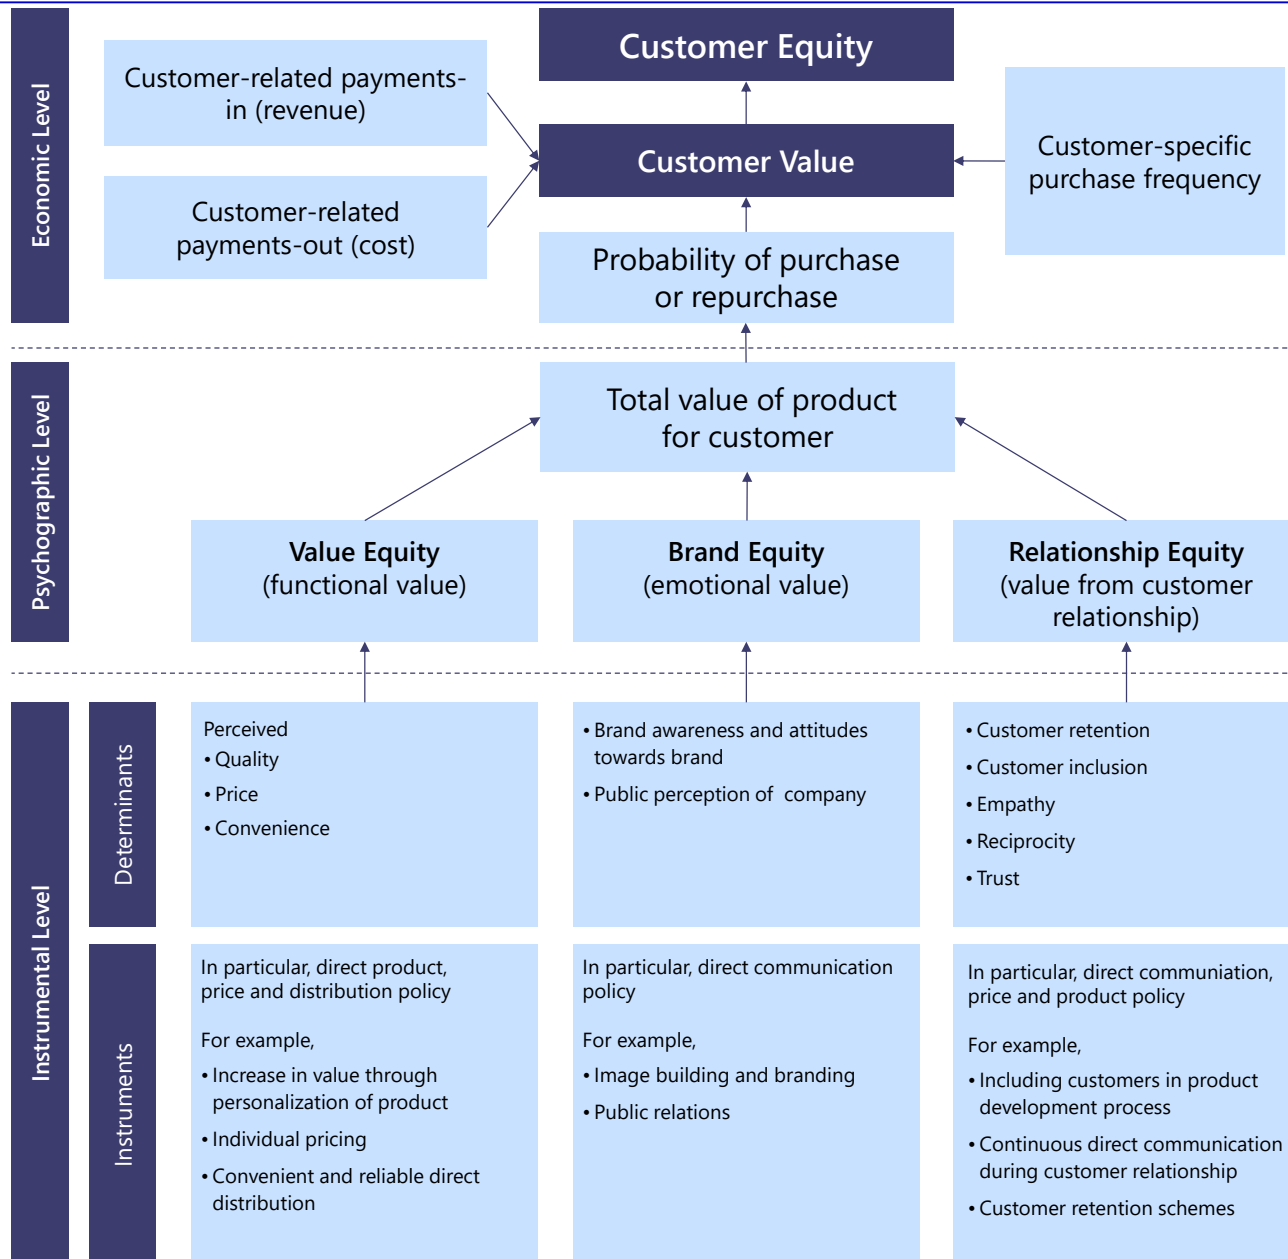 Economic Level
Customer Equity
Customer-related payments-
in (revenue)
Customer Value
Customer-specific
purchase frequency
Customer-related
payments-out (cost)
Probability of purchase
or repurchase
Psychographic Level
Total value of product
for customer
Value Equity
(functional value)
Brand Equity
(emotional value)
Relationship Equity
(value from customer
relationship)
Instrumental Level
Determinants
Perceived
• Quality
• Price
• Convenience
• Brand awareness and attitudes
towards brand
• Public perception of  company
• Customer retention
• Customer inclusion
• Empathy
• Reciprocity
• Trust
Instruments
In particular, direct product,
price and distribution policy
For example,
• Increase in value through
personalization of product
• Individual pricing
• Convenient and reliable direct
distribution
In particular, direct communication
policy
For example,
• Image building and branding
• Public relations
In particular, direct communiation,
price and product policy
For example,
• Including customers in product
development process
• Continuous direct communication
during customer relationship
• Customer retention schemes